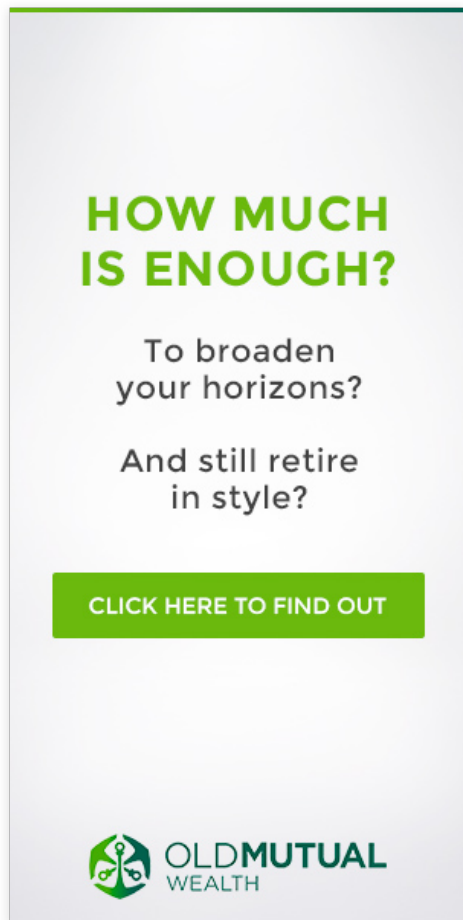 HOW MUCH
IS ENOUGH?
To broaden
your horizons?
And still retire
in style?
CLICK HERE TO FIND OUT
OLDMUTUAL
WEALTH